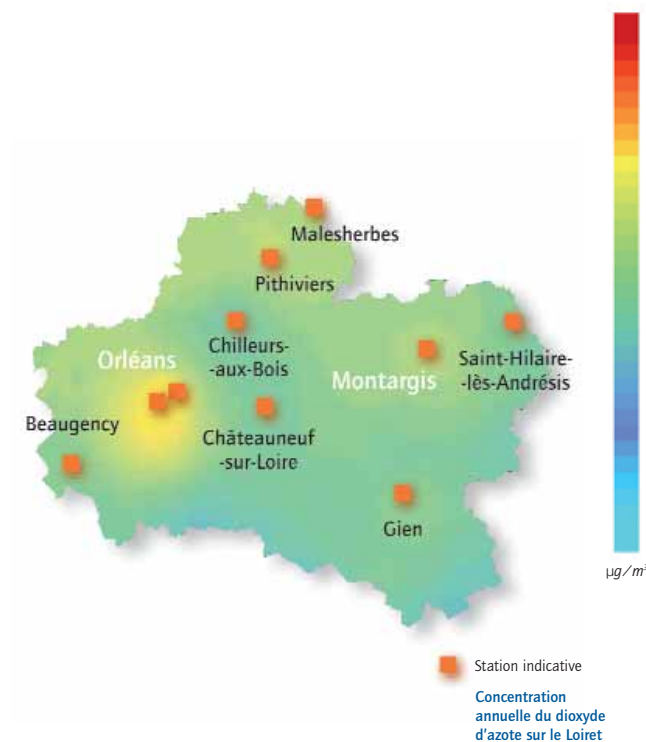 Malesherbes
Pithiviers
Chilleurs-
-aux-Bois
Orléans
Saint-Hilaire-
-lès-Andrésis
Montargis
Beaugency
Châteauneuf
-sur-Loire
Gien
µg/m³
Station indicative
Concentration
annuelle du dioxyde
d'azote sur le Loiret